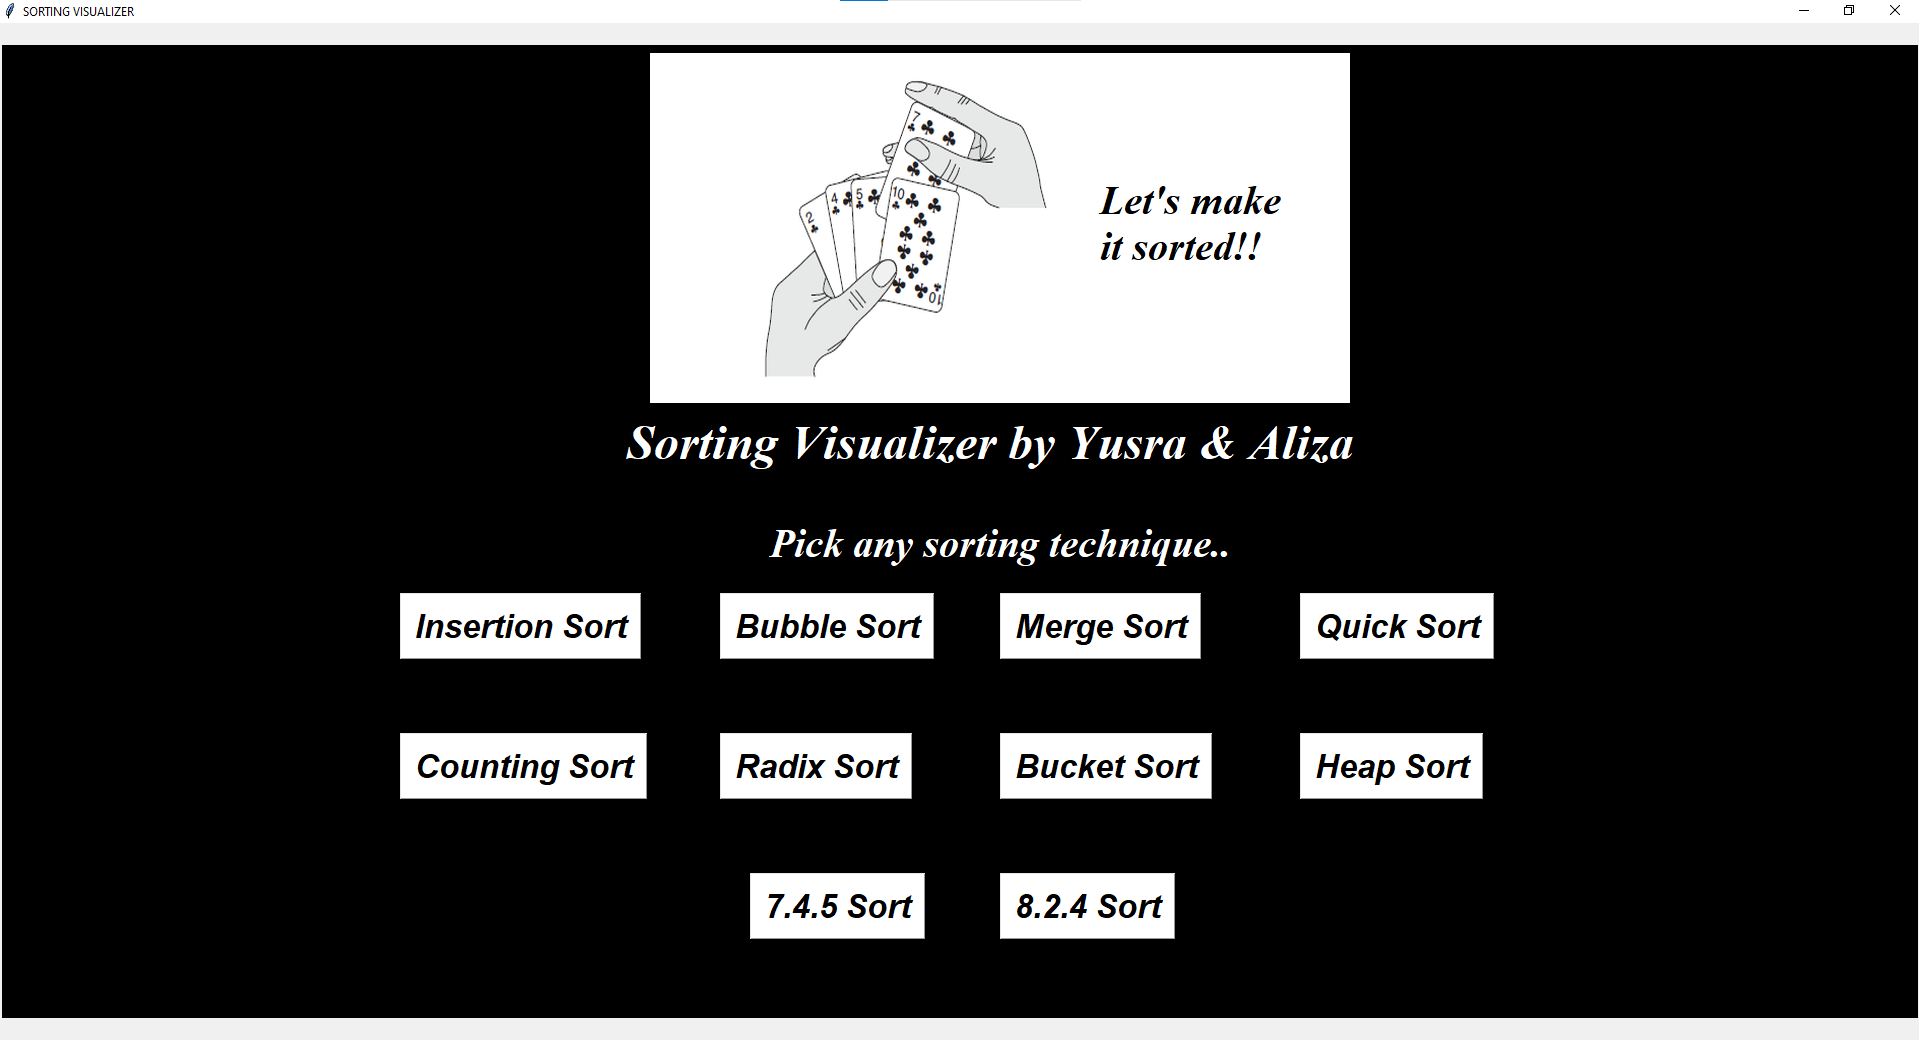 SORTING VISUALIZER
7
2
4
5
10
10
Let's make
it sorted!!
Sorting Visualizer by Yusra & Aliza
Pick any sorting technique..
Insertion Sort
Bubble Sort
Merge Sort
Quick Sort
Counting Sort
Radix Sort
Bucket Sort
Heap Sort
7.4.5 Sort
8.2.4 Sort